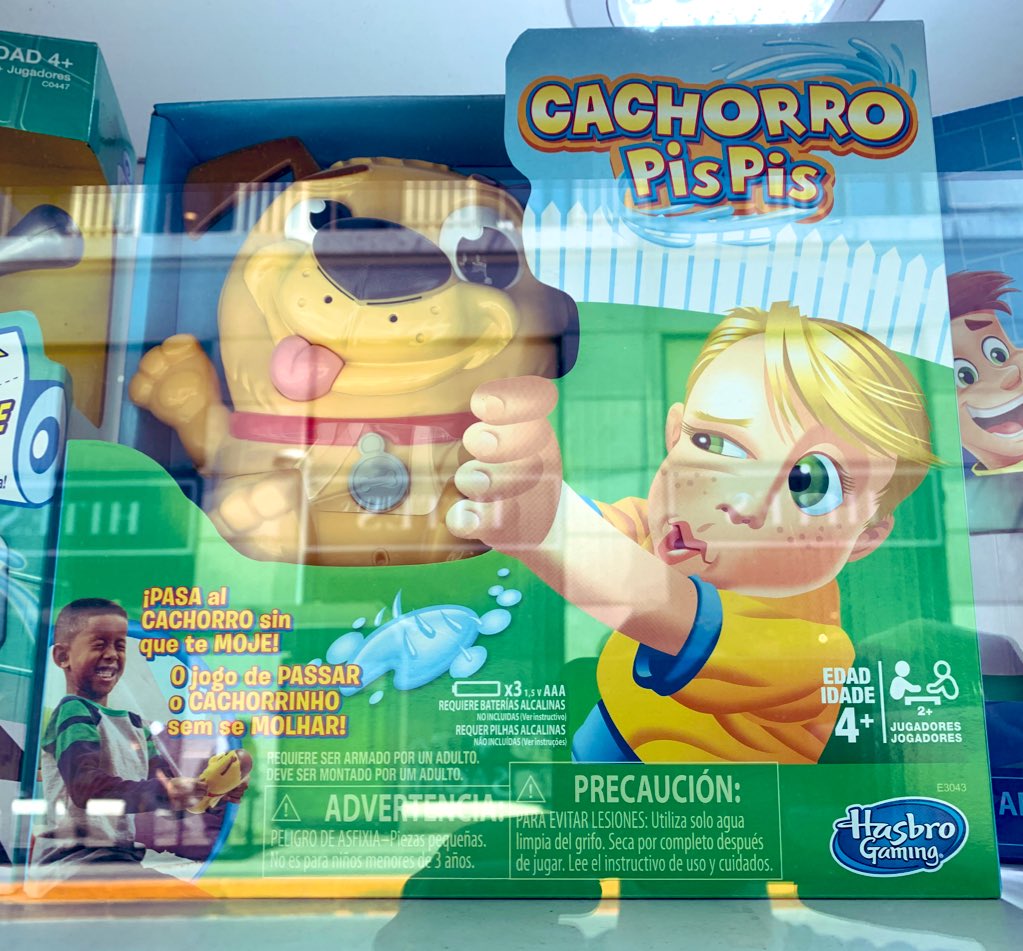 DAD 4+
Jugadores
C0447
CACHORRO
PisPis
¡PASA al
CACHORRO sin
que te MOJE!
O jogo de PASSAR
o CACHORRINHO
sem se MOLHAR!
x3 1,5 V AAA
REQUIERE BATERÍAS ALCALINAS
NO INCLUIDAS (Ver instructivo)
REQUER PILHAS ALCALINAS
NÃO INCLUÍDAS (Ver instruções)
REQUIERE SER ARMADO POR UN ADULTO.
DEVE SER MONTADO POR UM ADULTO.
ADVERTENCIA:
PELIGRO DE ASFIXIA–Piezas pequeñas.
No es para niños menores de 3 años.
PRECAUCIÓN:
PARA EVITAR LESIONES: Utiliza solo agua
limpia del grifo. Seca por completo después
de jugar. Lee el instructivo de uso y cuidados.
EDAD
IDADE
4+
2+
JUGADORES
JOGADORES
E3043
Hasbro
Gaming